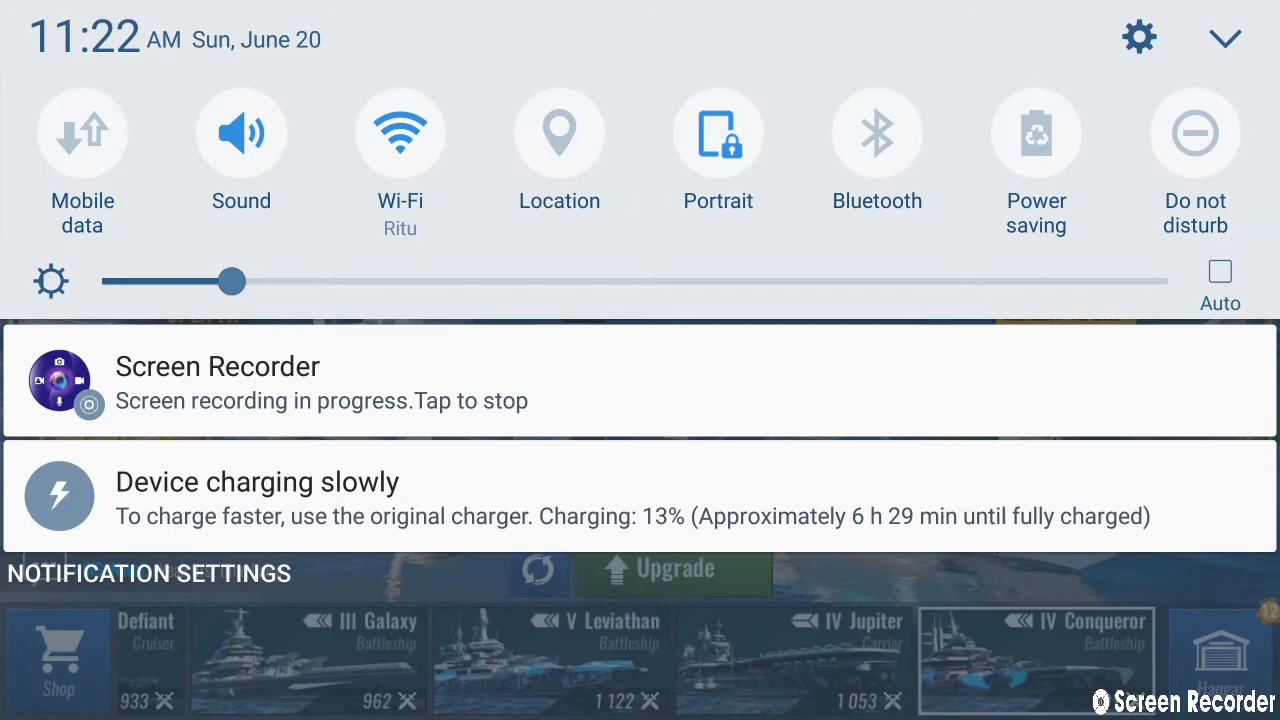 11:22 AM Sun, June 20
Mobile data
Sound
Wi-Fi
Ritu
Location
Portrait
Bluetooth
Power saving
Do not disturb
Auto
Screen Recorder
Screen recording in progress.Tap to stop
Device charging slowly
To charge faster, use the original charger. Charging: 13% (Approximately 6 h 29 min until fully charged)
NOTIFICATION SETTINGS
Upgrade
Shop
Defiant
Cruiser
933
III Galaxy
Battleship
962
V Leviathan
Battleship
1 122
IV Jupiter
Carrier
1 053
IV Conqueror
Battleship
12
Hangar
Screen Recorder